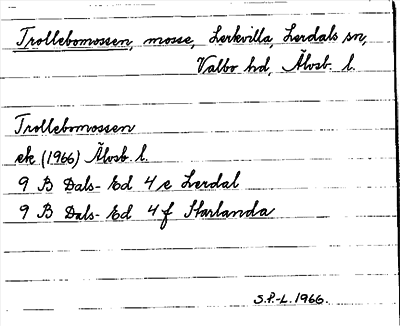 Trollebomossen, mosse, Lerkvilla, Lerdals sn,
Valbo hd, Älvsb. l.
Trollebomossen
ek (1966) Älvsb. l.
9 B Dals-Ed 4 e Lerdal
9 B Dals-Ed 4 f Starlanda
S.P.-L. 1966.